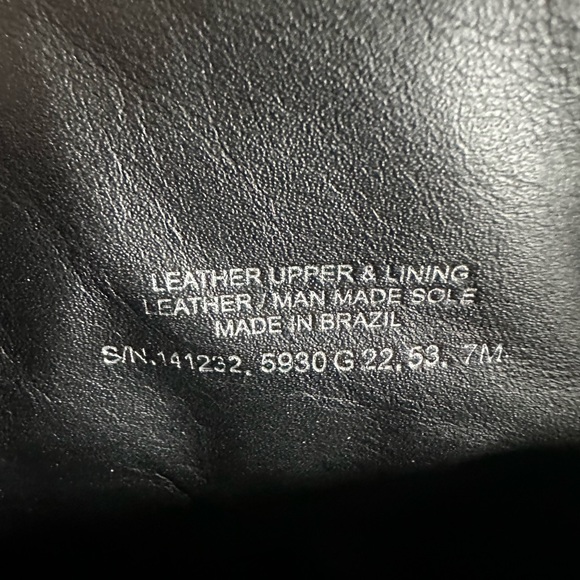 LEATHER UPPER & LINING
LEATHER / MAN MADE SOLE
MADE IN BRAZIL
S/N.141232, 5930 G 22, 53, 7M.